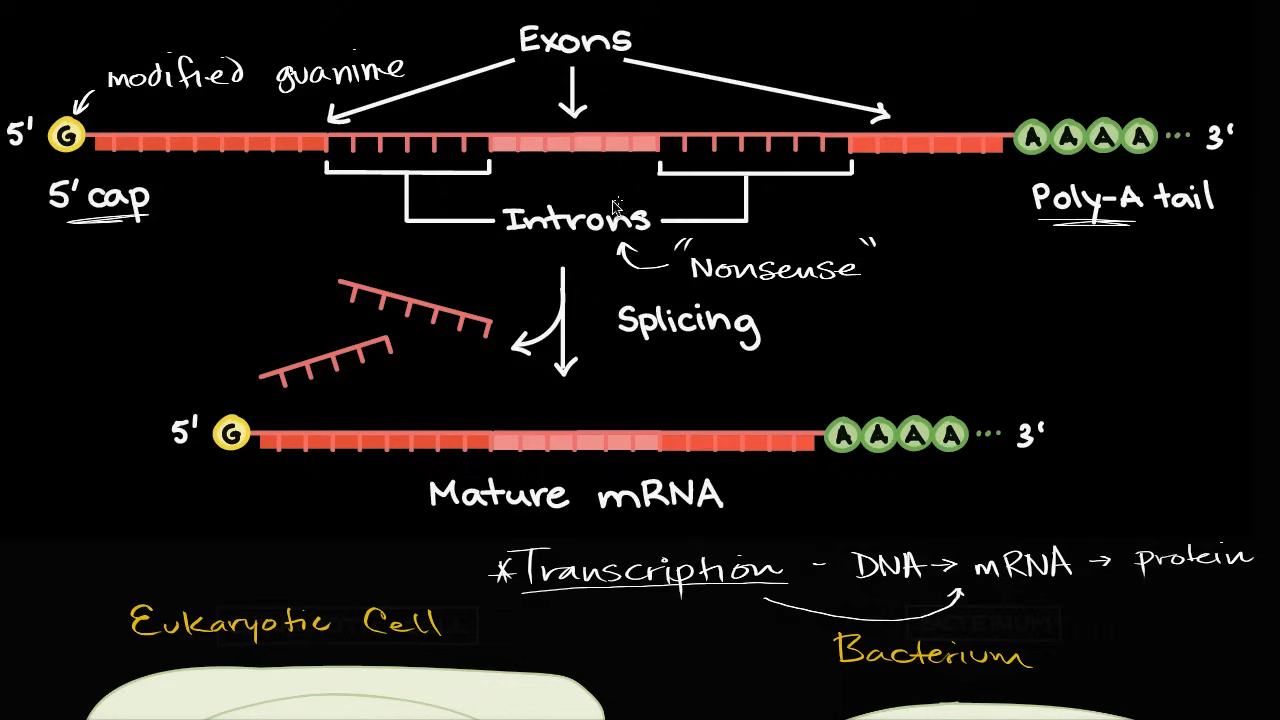 Exons
modified guanine
5' G A A A A ... 3'
5' cap
Poly-A tail
Introns
"Nonsense"
Splicing
5' G A A A A ... 3'
Mature mRNA
*Transcription - DNA → mRNA → protein
Eukaryotic Cell
BACTERIUM
Bacterium